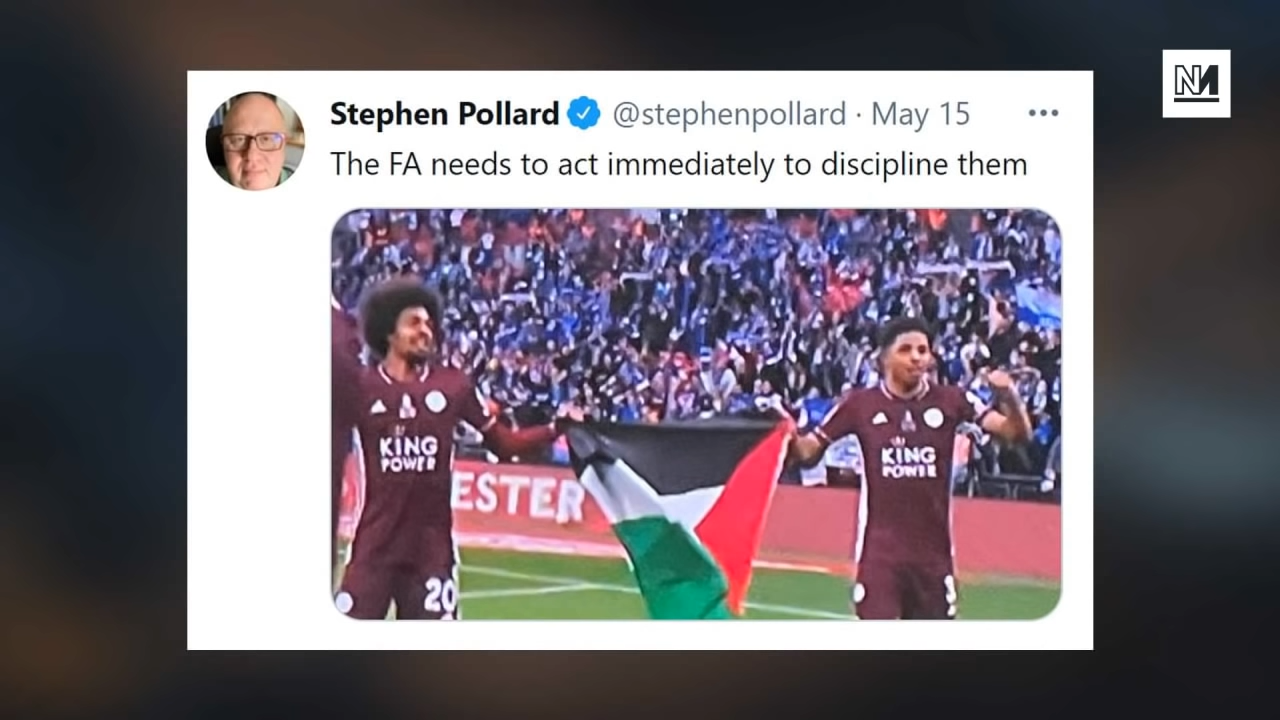 Stephen Pollard @stephenpollard · May 15 •••
The FA needs to act immediately to discipline them
KING
POWER
KING
POWER
ESTER
20
NM